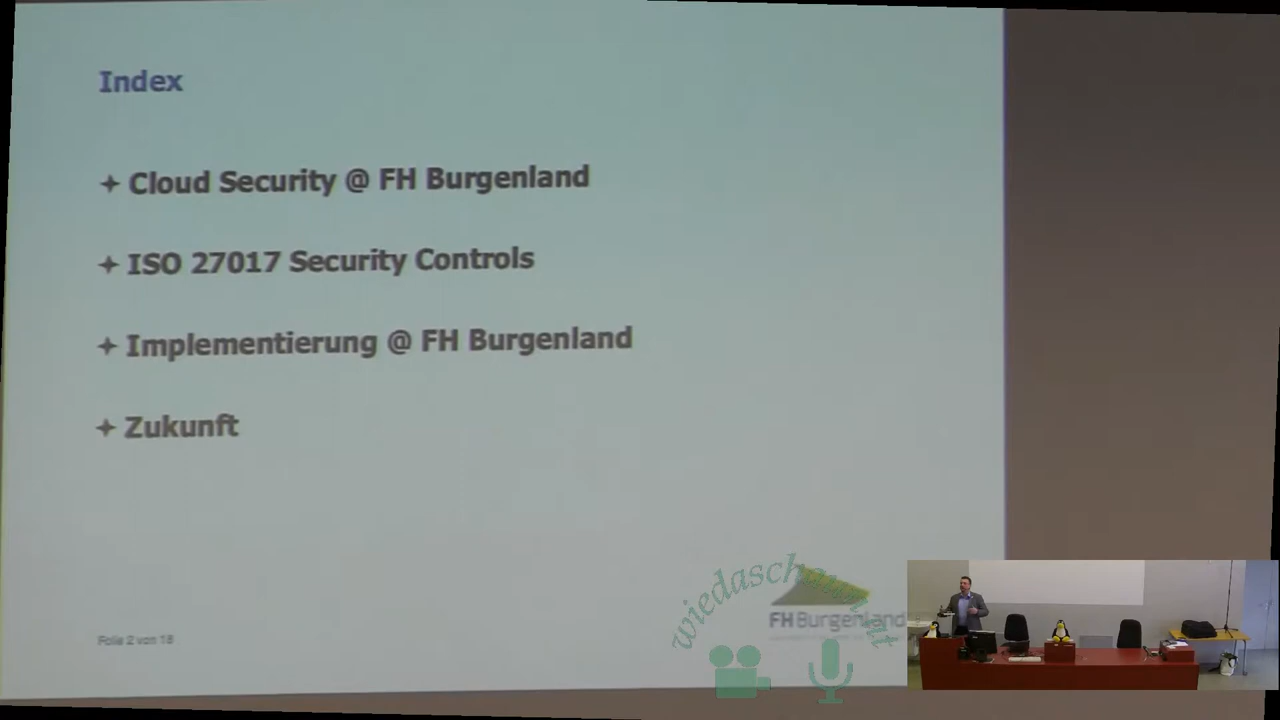 Index
Cloud Security @ FH Burgenland
ISO 27017 Security Controls
Implementierung @ FH Burgenland
Zukunft
Folie 2 von 18
FH Burgenland
wiedaschaun.at